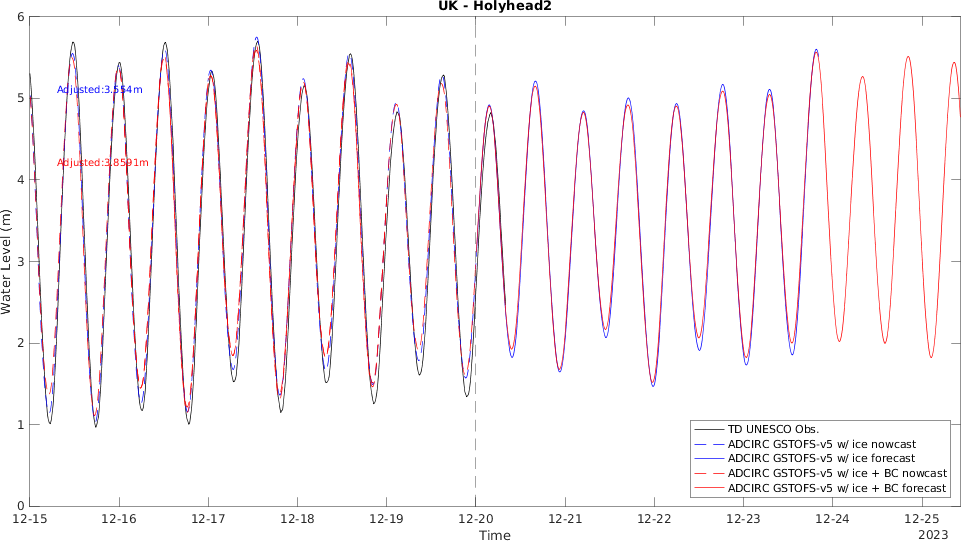 UK - Holyhead2
6
5
4
3
2
1
0
Water Level (m)
Adjusted:3.554m
Adjusted:3.8591m
TD UNESCO Obs.
ADCIRC GSTOFS-v5 w/ ice nowcast
ADCIRC GSTOFS-v5 w/ ice forecast
ADCIRC GSTOFS-v5 w/ ice + BC nowcast
ADCIRC GSTOFS-v5 w/ ice + BC forecast
12-15 12-16 12-17 12-18 12-19 12-20 12-21 12-22 12-23 12-24 12-25
Time
2023